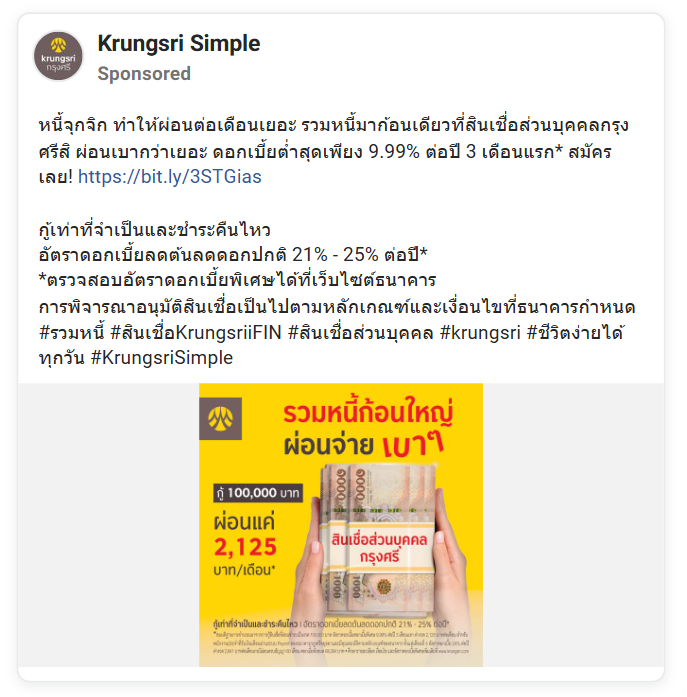 Krungsri Simple
Sponsored
krungsri
กรุงศรี
หนี้จุกจิก ทำให้ผ่อนต่อเดือนเยอะ รวมหนี้มาก้อนเดียวที่สินเชื่อส่วนบุคคลกรุง
ศรีสิ ผ่อนเบากว่าเยอะ ดอกเบี้ยต่ำสุดเพียง 9.99% ต่อปี 3 เดือนแรก* สมัคร
เลย! https://bit.ly/3STGias
กู้เท่าที่จำเป็นและชำระคืนไหว
อัตราดอกเบี้ยลดต้นลดดอกปกติ 21% - 25% ต่อปี*
*ตรวจสอบอัตราดอกเบี้ยพิเศษได้ที่เว็บไซต์ธนาคาร
การพิจารณาอนุมัติสินเชื่อเป็นไปตามหลักเกณฑ์และเงื่อนไขที่ธนาคารกำหนด
#รวมหนี้ #สินเชื่อKrungsriiFIN #สินเชื่อส่วนบุคคล #krungsri #ชีวิตง่ายได้
ทุกวัน #KrungsriSimple
รวมหนี้ก้อนใหญ่
ผ่อนจ่าย เบาๆ
กู้ 100,000 บาท
ผ่อนแค่
2,125
บาท/เดือน*
สินเชื่อส่วนบุคคล
กรุงศรี
1000
กู้เท่าที่จำเป็นและชำระคืนไหว | อัตราดอกเบี้ยลดต้นลดดอกปกติ 21% - 25% ต่อปี*